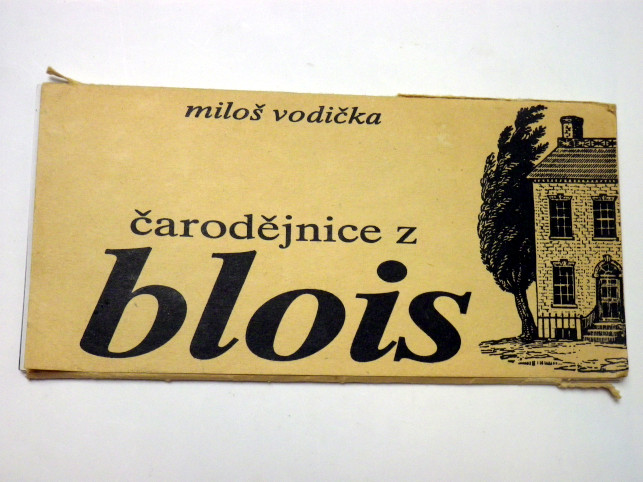 miloš vodička
čarodějnice z
blois